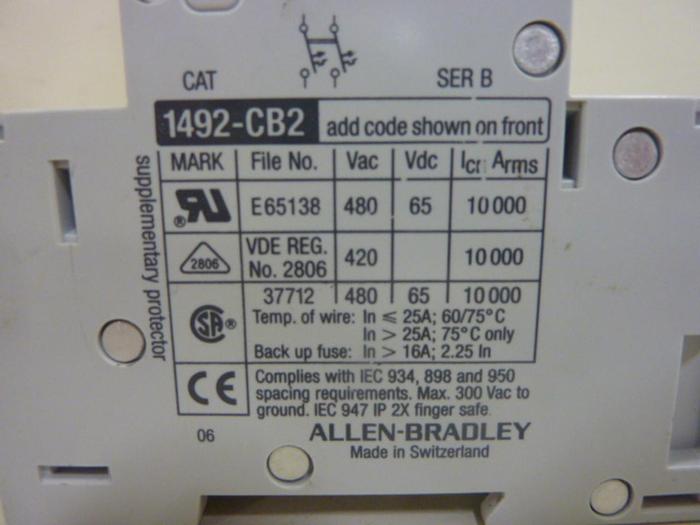 CAT SER B
1492-CB2 add code shown on front
MARK File No. Vac Vdc Icn Arms
RU ® E65138 480 65 10 000
2806 VDE REG. No. 2806 420 10 000
SA ® 37712 480 65 10 000
Temp. of wire: In ≤ 25A; 60/75°C
In > 25A; 75°C only
Back up fuse: In > 16A; 2.25 In
CE Complies with IEC 934, 898 and 950
spacing requirements. Max. 300 Vac to
ground. IEC 947 IP 2X finger safe
06 ALLEN-BRADLEY
Made in Switzerland
supplementary protector